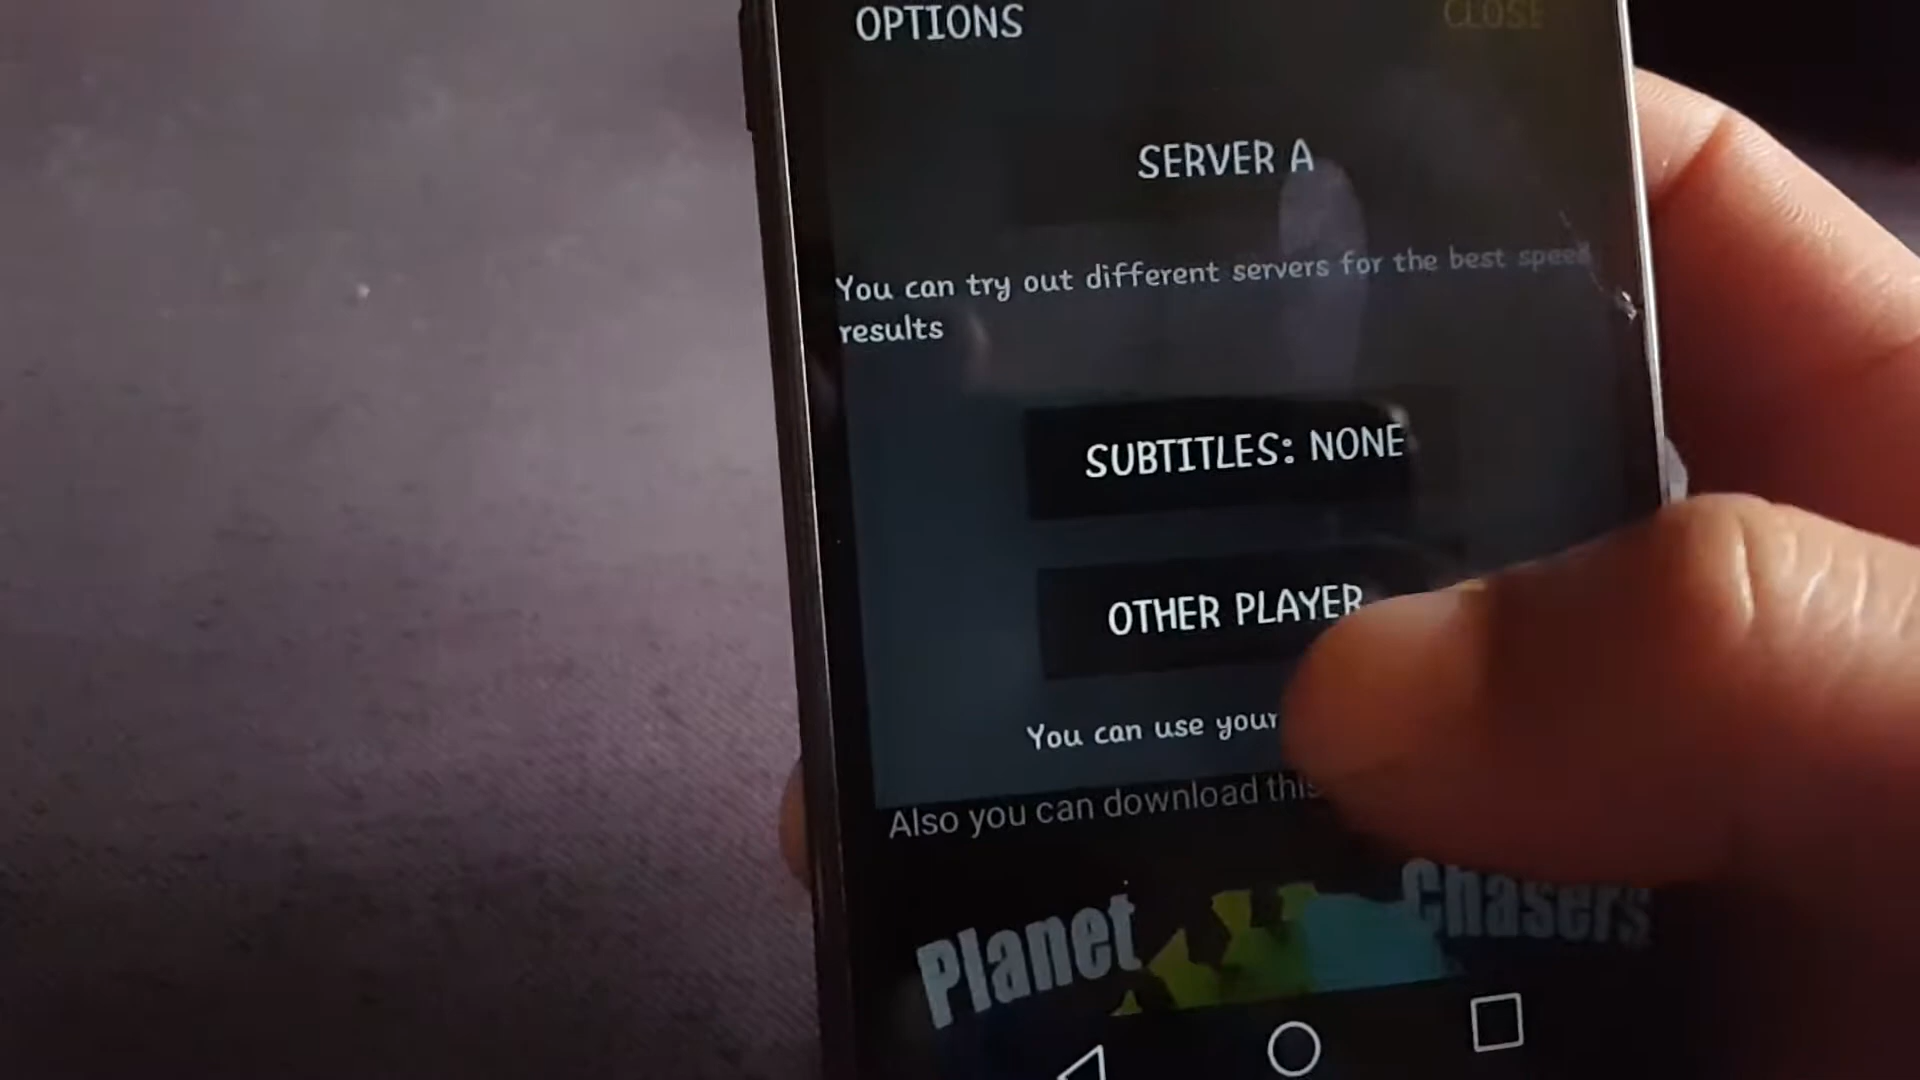 OPTIONS
CLOSE
SERVER A
You can try out different servers for the best speed
results
SUBTITLES: NONE
OTHER PLAYER
You can use your
Also you can download this
Planet Chasers